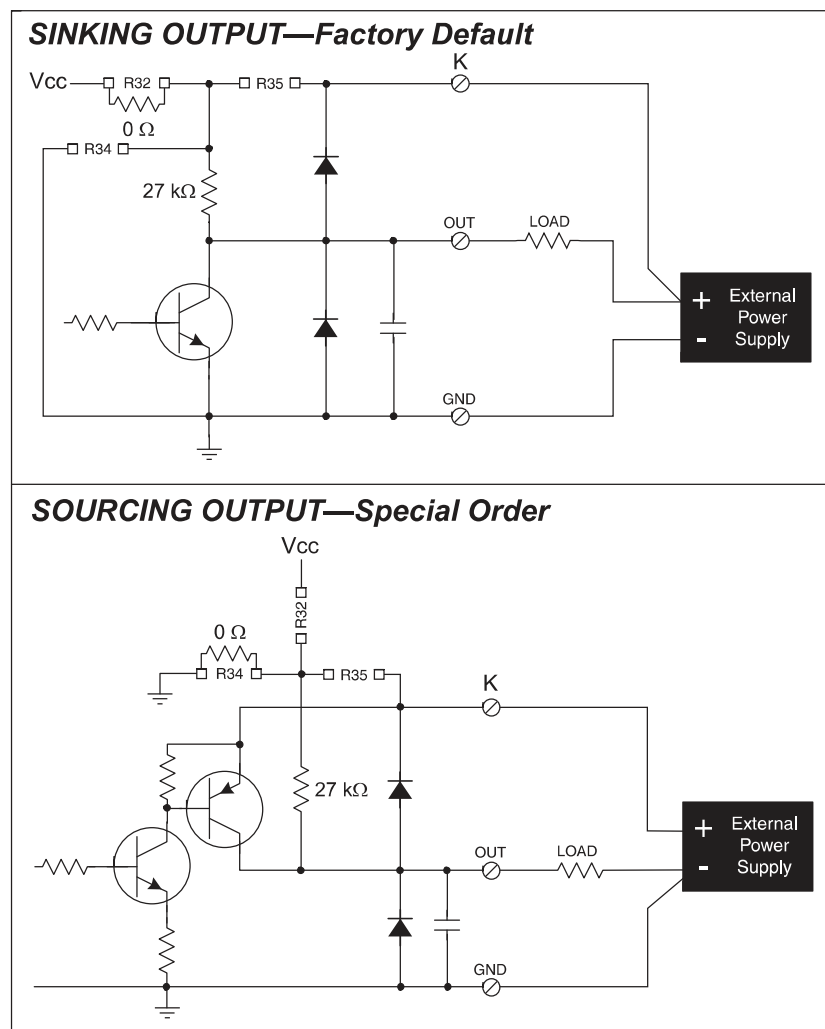 SINKING OUTPUT—Factory Default
K
Vcc
R32
R35
0 Ω
R34
27 kΩ
OUT
LOAD
+ External
Power
- Supply
GND
SOURCING OUTPUT—Special Order
Vcc
R32
0 Ω
R34
R35
K
27 kΩ
+ External
Power
- Supply
OUT
LOAD
GND